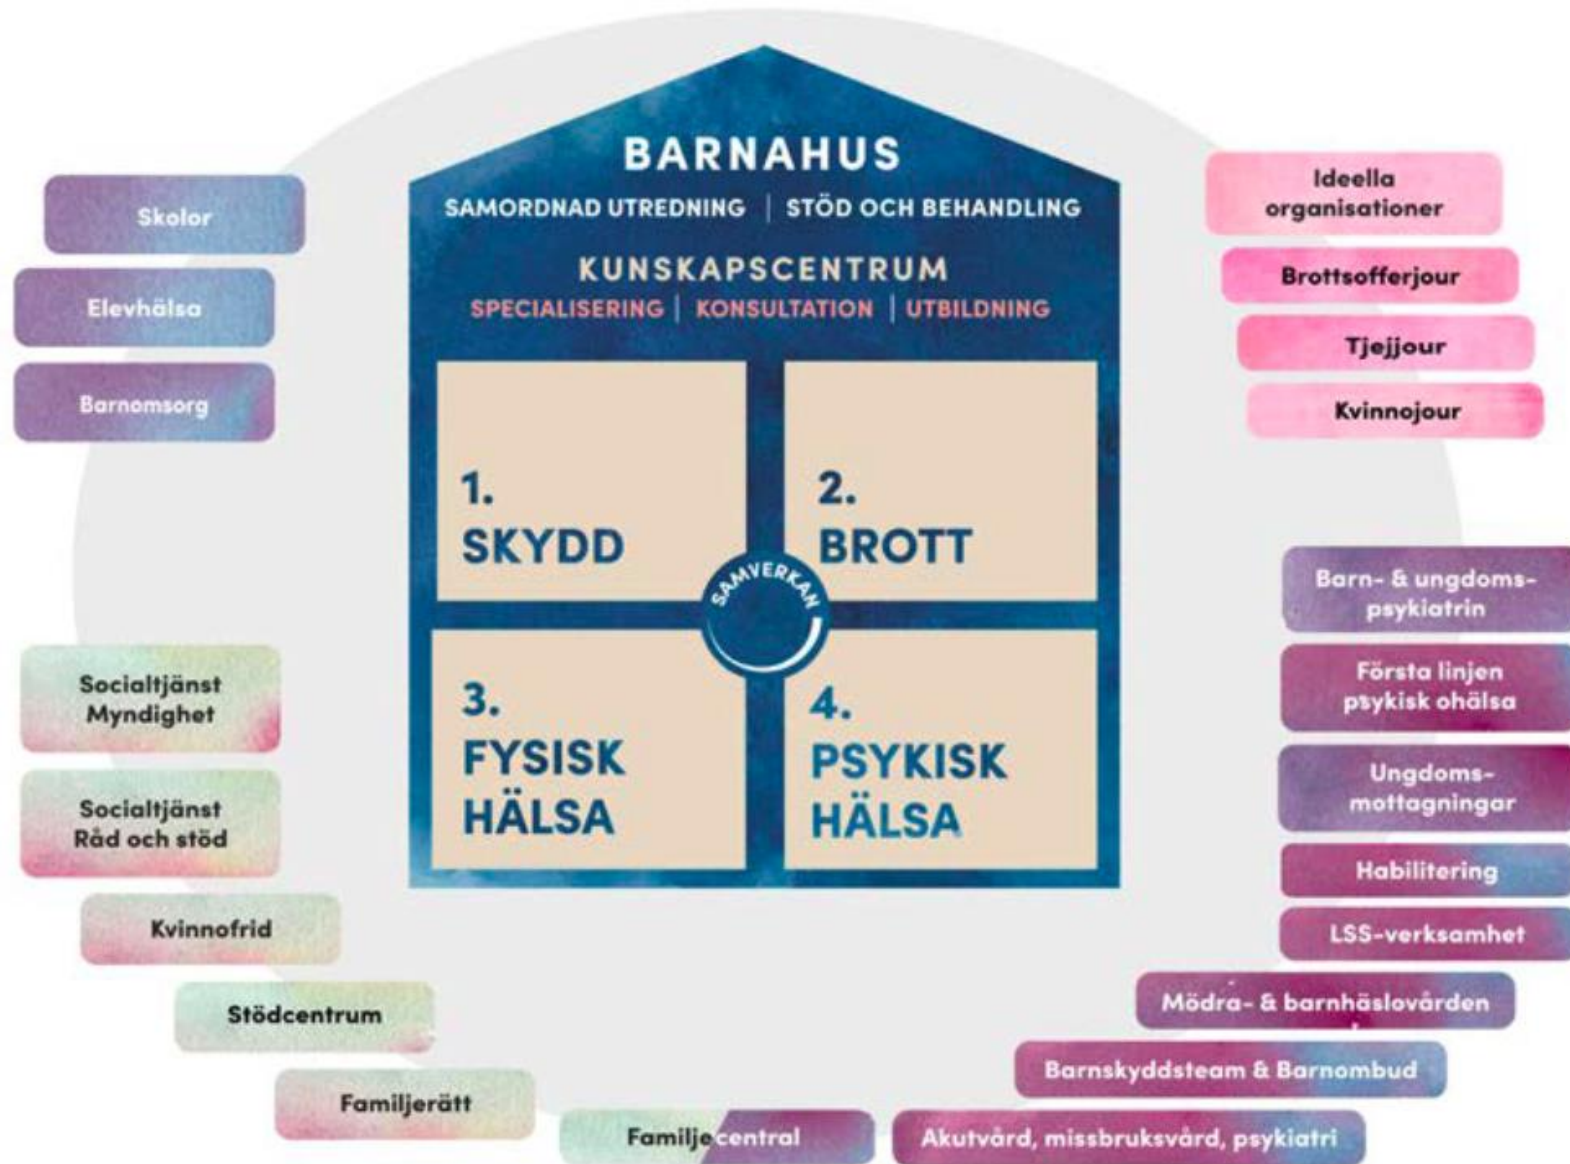 BARNAHUS
SAMORDNAD UTREDNING | STÖD OCH BEHANDLING
KUNSKAPSCENTRUM
SPECIALISERING | KONSULTATION | UTBILDNING
1.
SKYDD
2.
BROTT
SAMVERKAN
3.
FYSISK
HÄLSA
4.
PSYKISK
HÄLSA
Skolor
Elevhälsa
Barnomsorg
Socialtjänst
Myndighet
Socialtjänst
Råd och stöd
Kvinnofrid
Stödcentrum
Familjerätt
Familjecentral
Ideella
organisationer
Brottsofferjour
Tjejjour
Kvinnojour
Barn- & ungdoms-
psykiatrin
Första linjen
psykisk ohälsa
Ungdoms-
mottagningar
Habilitering
LSS-verksamhet
Mödra- & barnhäslovården
Barnskyddsteam & Barnombud
Akutvård, missbruksvård, psykiatri